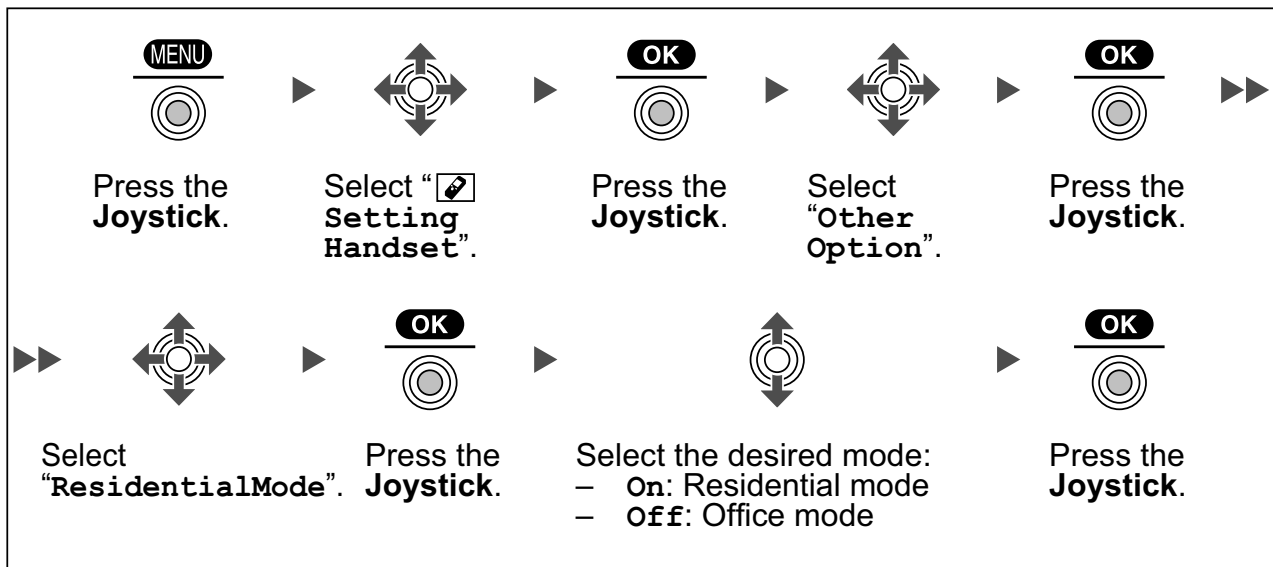 MENU
OK
OK
Press the
Joystick.
Select “
Setting
Handset”.
Press the
Joystick.
Select
“Other
Option”.
Press the
Joystick.
OK
OK
Select
“ResidentialMode”.
Press the
Joystick.
Select the desired mode:
– On: Residential mode
– Off: Office mode
Press the
Joystick.